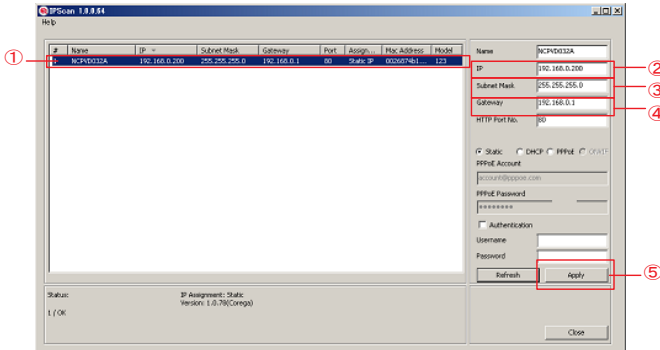 IPScan 1.0.0.64
Help
# Name IP Subnet Mask Gateway Port Assign... Mac Address Model
① NCPVD032A 192.168.0.200 255.255.255.0 192.168.0.1 80 Static IP 0026874b1... 123
Name NCPVD032A
IP 192.168.0.200 ②
Subnet Mask 255.255.255.0 ③
Gateway 192.168.0.1 ④
HTTP Port No. 80
Static DHCP PPPoE
PPPoE Account
account@pppoe.com
PPPoE Password
********
Authentication
Username
Password
Refresh Apply ⑤
Status: IP Assignment: Static
Version: 1.0.78(Corega)
1 / OK
Close